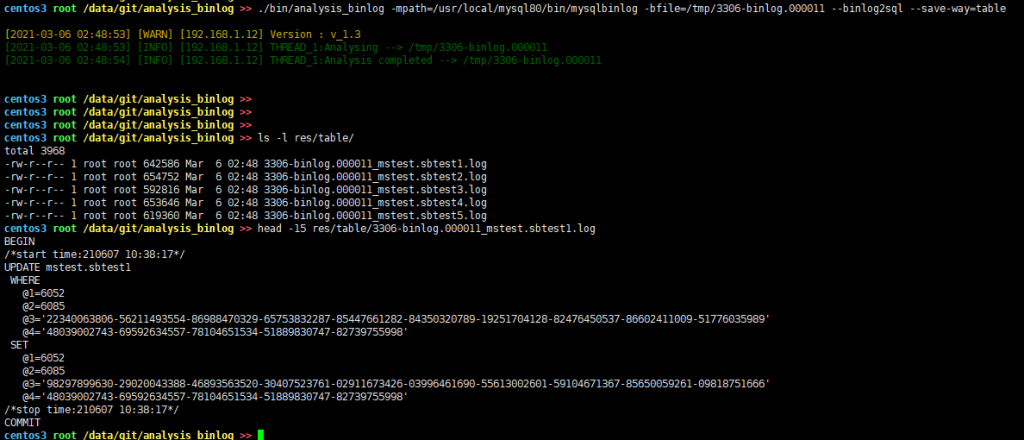 centos3 root /data/git/analysis_binlog >> ./bin/analysis_binlog -mpath=/usr/local/mysql80/bin/mysqlbinlog -bfile=/tmp/3306-binlog.000011 --binlog2sql --save-way=table
[2021-03-06 02:48:53] [WARN] [192.168.1.12] Version : v_1.3
[2021-03-06 02:48:53] [INFO] [192.168.1.12] THREAD_1:Analysing --> /tmp/3306-binlog.000011
[2021-03-06 02:48:54] [INFO] [192.168.1.12] THREAD_1:Analysis completed --> /tmp/3306-binlog.000011
centos3 root /data/git/analysis_binlog >>
centos3 root /data/git/analysis_binlog >>
centos3 root /data/git/analysis_binlog >>
centos3 root /data/git/analysis_binlog >> ls -l res/table/
total 3968
-rw-r--r-- 1 root root 642586 Mar  6 02:48 3306-binlog.000011_mstest.sbtest1.log
-rw-r--r-- 1 root root 654752 Mar  6 02:48 3306-binlog.000011_mstest.sbtest2.log
-rw-r--r-- 1 root root 592816 Mar  6 02:48 3306-binlog.000011_mstest.sbtest3.log
-rw-r--r-- 1 root root 653646 Mar  6 02:48 3306-binlog.000011_mstest.sbtest4.log
-rw-r--r-- 1 root root 619360 Mar  6 02:48 3306-binlog.000011_mstest.sbtest5.log
centos3 root /data/git/analysis_binlog >> head -15 res/table/3306-binlog.000011_mstest.sbtest1.log
BEGIN
/*start time:210607 10:38:17*/
UPDATE mstest.sbtest1
WHERE
@1=6052
@2=6085
@3='22340063806-56211493554-86988470329-65753832287-85447661282-84350320789-19251704128-82476450537-86602411009-51776035989'
@4='48039002743-69592634557-78104651534-51889830747-82739755998'
SET
@1=6052
@2=6085
@3='98297899630-29020043388-46893563520-30407523761-02911673426-03996461690-55613002601-59104671367-85650059261-09818751666'
@4='48039002743-69592634557-78104651534-51889830747-82739755998'
/*stop time:210607 10:38:17*/
COMMIT
centos3 root /data/git/analysis_binlog >>